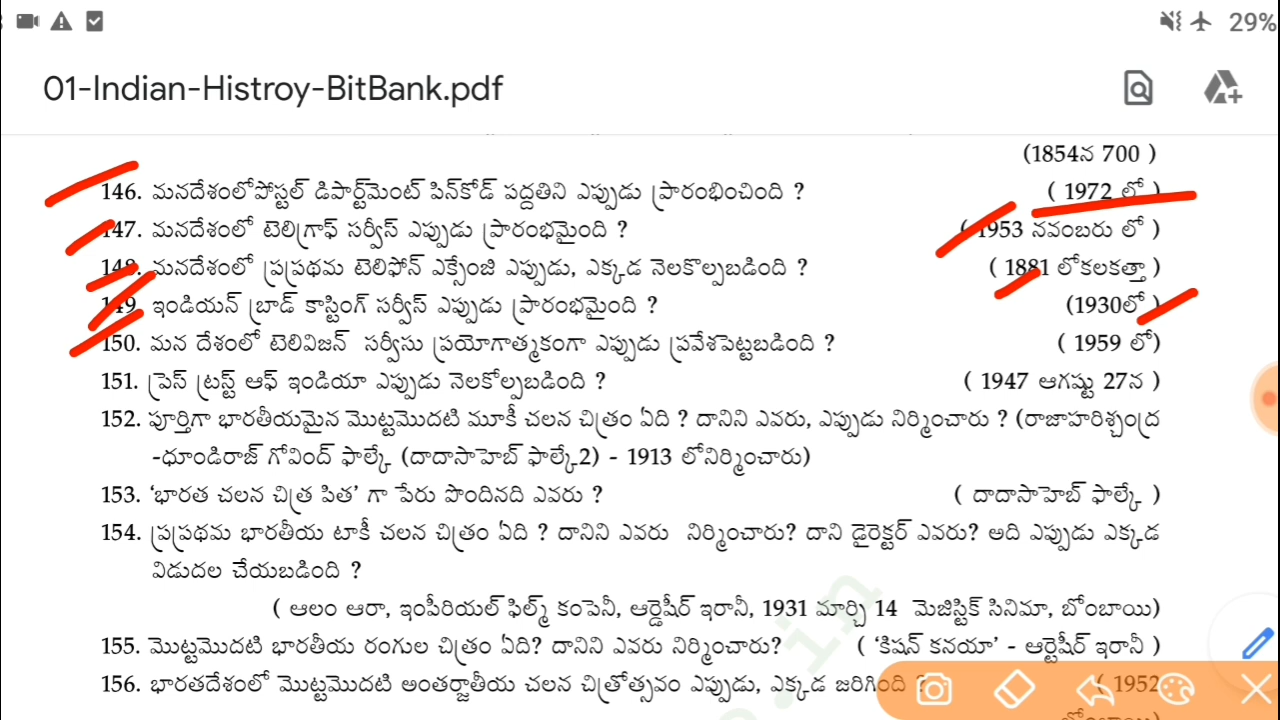 29%
01-Indian-Histroy-BitBank.pdf
(1854న 700 )
146. మనదేశంలోపోస్టల్ డిపార్ట్‌మెంట్ పిన్‌కోడ్ పద్దతిని ఎప్పుడు ప్రారంభించింది ? ( 1972 లో )
147. మనదేశంలో టెలిగ్రాఫ్ సర్వీస్ ఎప్పుడు ప్రారంభమైంది ? ( 1953 నవంబరు లో )
148. మనదేశంలో ప్రప్రథమ టెలిఫోన్ ఎక్సేంజి ఎప్పుడు, ఎక్కడ నెలకొల్పబడింది ? ( 1881 లోకలకత్తా )
149. ఇండియన్ బ్రాడ్ కాస్టింగ్ సర్వీస్ ఎప్పుడు ప్రారంభమైంది ? (1930లో )
150. మన దేశంలో టెలివిజన్ సర్వీసు ప్రయోగాత్మకంగా ఎప్పుడు ప్రవేశపెట్టబడింది ? ( 1959 లో)
151. ప్రెస్ ట్రస్ట్ ఆఫ్ ఇండియా ఎప్పుడు నెలకోల్పబడింది ? ( 1947 ఆగష్టు 27న )
152. పూర్తిగా భారతీయమైన మొట్టమొదటి మూకీ చలన చిత్రం ఏది ? దానిని ఎవరు, ఎప్పుడు నిర్మించారు ? (రాజాహరిశ్చంద్ర
-ధూండిరాజ్ గోవింద్ ఫాల్కే (దాదాసాహెబ్ ఫాల్కే2) - 1913 లోనిర్మించారు)
153. ‘భారత చలన చిత్ర పిత’ గా పేరు పొందినది ఎవరు ? ( దాదాసాహెబ్ ఫాల్కే )
154. ప్రప్రథమ భారతీయ టాకీ చలన చిత్రం ఏది ? దానిని ఎవరు నిర్మించారు? దాని డైరెక్టర్ ఎవరు? అది ఎప్పుడు ఎక్కడ
విడుదల చేయబడింది ?
( ఆలం ఆరా, ఇంపీరియల్ ఫిల్మ్ కంపెనీ, ఆర్డెషీర్ ఇరానీ, 1931 మార్చి 14 మెజిస్టిక్ సినిమా, బోంబాయి)
155. మొట్టమొదటి భారతీయ రంగుల చిత్రం ఏది? దానిని ఎవరు నిర్మించారు? ( ‘కిషన్ కనయా’ - ఆర్టెషీర్ ఇరానీ )
156. భారతదేశంలో మొట్టమొదటి అంతర్జాతీయ చలన చిత్రోత్సవం ఎప్పుడు, ఎక్కడ జరిగింది ? ( 1952